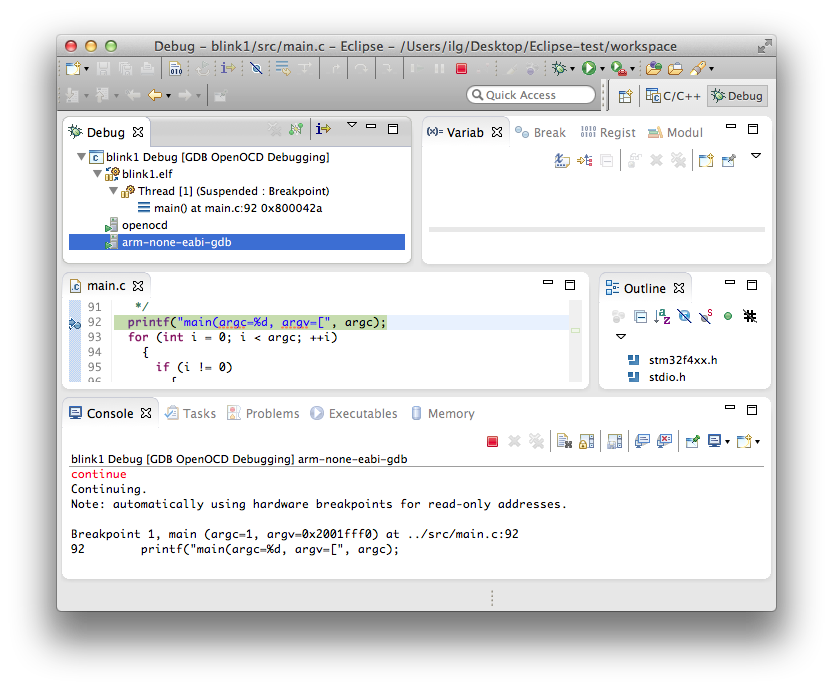 Debug - blink1/src/main.c - Eclipse - /Users/ilg/Desktop/Eclipse-test/workspace
010
Quick Access
C/C++
Debug
Debug
blink1 Debug [GDB OpenOCD Debugging]
blink1.elf
Thread [1] (Suspended : Breakpoint)
main() at main.c:92 0x800042a
openocd
arm-none-eabi-gdb
(x)= Variab
Break
Regist
Modul
main.c
91 */
92 printf("main(argc=%d, argv=[", argc);
93 for (int i = 0; i < argc; ++i)
94 {
95 if (i != 0)
96 {
Outline
stm32f4xx.h
stdio.h
Console
Tasks
Problems
Executables
Memory
blink1 Debug [GDB OpenOCD Debugging] arm-none-eabi-gdb
continue
Continuing.
Note: automatically using hardware breakpoints for read-only addresses.
Breakpoint 1, main (argc=1, argv=0x2001fff0) at ../src/main.c:92
92 printf("main(argc=%d, argv=[", argc);